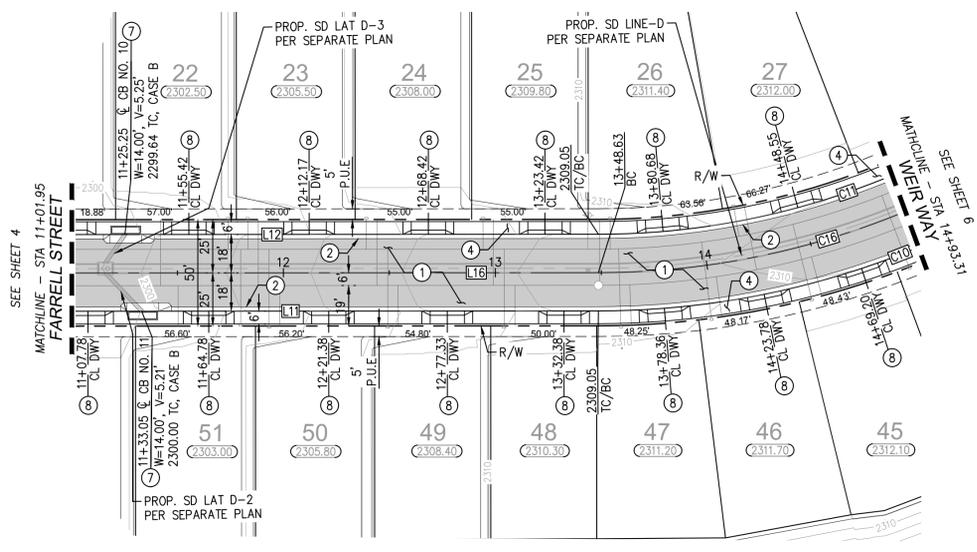 PROP. SD LAT D-3
PER SEPARATE PLAN
PROP. SD LINE-D
PER SEPARATE PLAN
7
11+25.25 ℄ CB NO. 10
W=14.00', V=5.25'
2299.64 TC, CASE B
22
2302.50
23
2305.50
24
2308.00
25
2309.80
26
2311.40
27
2312.00
2310
8
11+55.42
CL DWY
8
12+12.17
CL DWY
5'
P.U.E.
8
12+68.42
CL DWY
8
13+23.42
CL DWY
2309.05
TC/BC
13+48.63
BC
8
13+80.68
CL DWY
R/W
8
14+48.55
CL DWY
4
MATHCLINE - STA 14+93.31
SEE SHEET 6
WEIR WAY
SEE SHEET 4
MATCHLINE - STA 11+01.95
FARRELL STREET
2300
18.88'
57.00'
56.00'
55.00'
55.00'
2310
63.56'
66.27'
6'
L12
2
4
C1
25'
18'
50'
12
1
6'
L16
13
1
14
C16
2
C10
2300
25'
18'
2
6'
L11
19'
4
2310
56.60'
56.20'
54.80'
50.00'
48.25'
48.17'
48.43'
2310
R/W
11+07.78
CL DWY
8
11+33.05 ℄ CB NO. 11
W=14.00', V=5.21'
2300.00 TC, CASE B
7
11+64.78
CL DWY
8
12+21.38
CL DWY
8
5'
P.U.E.
12+77.33
CL DWY
8
13+32.38
CL DWY
8
2309.05
TC/BC
13+78.36
CL DWY
8
14+23.78
CL DWY
8
CL DWY
8
51
2303.00
50
2305.80
49
2308.40
48
2310.30
47
2311.20
46
2311.70
45
2312.10
2310
2310
PROP. SD LAT D-2
PER SEPARATE PLAN